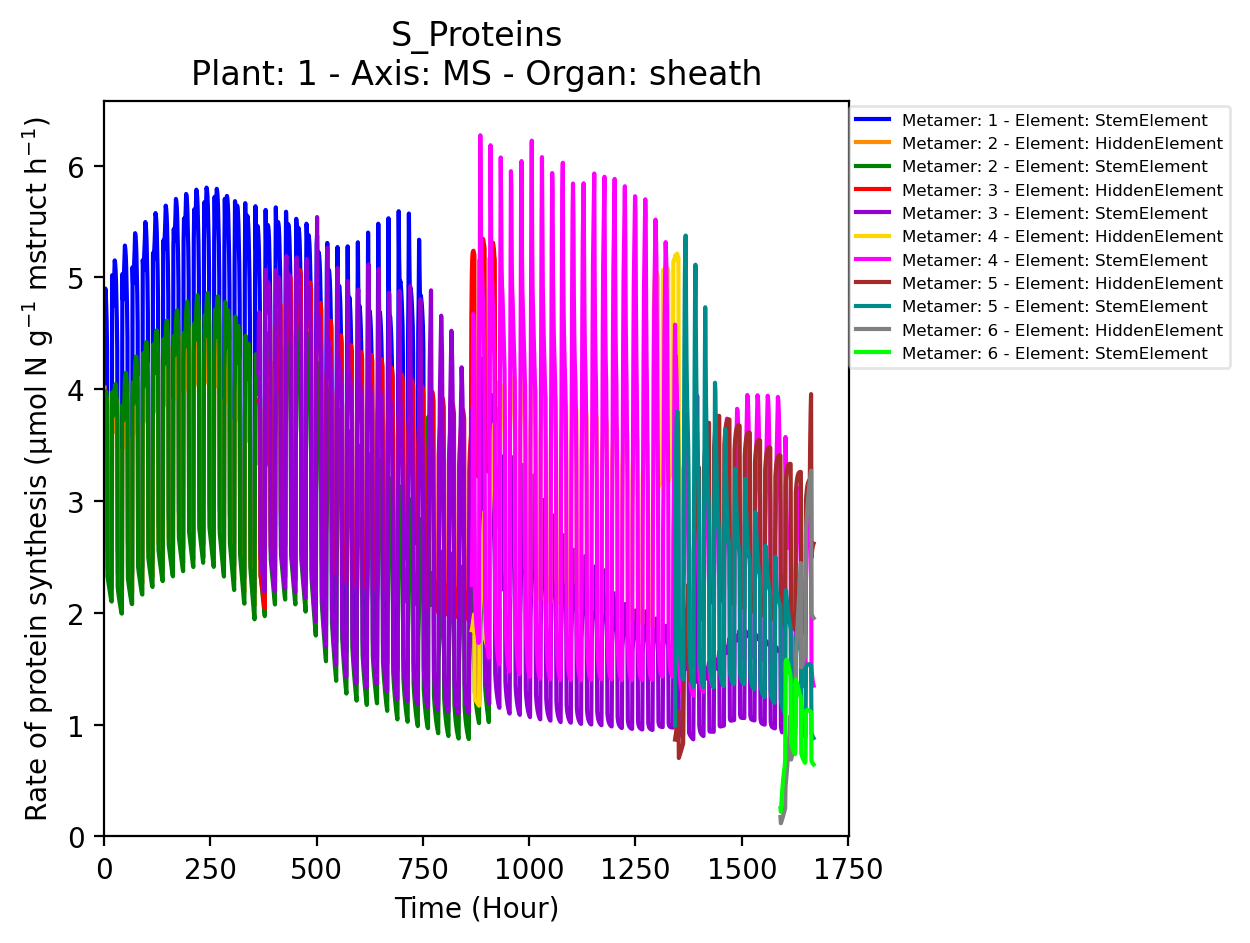 S_Proteins
Plant: 1 - Axis: MS - Organ: sheath
Rate of protein synthesis (µmol N g⁻¹ mstruct h⁻¹)
6
5
4
3
2
1
0
0 250 500 750 1000 1250 1500 1750
Time (Hour)
Metamer: 1 - Element: StemElement
Metamer: 2 - Element: HiddenElement
Metamer: 2 - Element: StemElement
Metamer: 3 - Element: HiddenElement
Metamer: 3 - Element: StemElement
Metamer: 4 - Element: HiddenElement
Metamer: 4 - Element: StemElement
Metamer: 5 - Element: HiddenElement
Metamer: 5 - Element: StemElement
Metamer: 6 - Element: HiddenElement
Metamer: 6 - Element: StemElement